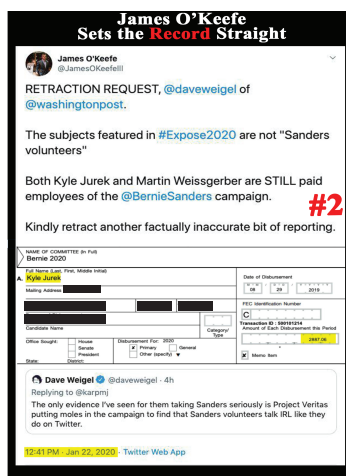 James O'Keefe
Sets the Record Straight
James O'Keefe
@JamesOKeefeIII
RETRACTION REQUEST, @daveweigel of
@washingtonpost.
The subjects featured in #Expose2020 are not "Sanders
volunteers"
Both Kyle Jurek and Martin Weissgerber are STILL paid
employees of the @BernieSanders campaign.
#2
Kindly retract another factually inaccurate bit of reporting.
NAME OF COMMITTEE (In Full)
Bernie 2020
Full Name (Last, First, Middle Initial)
A. Kyle Jurek
Date of Disbursement
Mailing Address
08 29 2019
FEC Identification Number
C
Candidate Name
Category/
Type
Transaction ID : 500101214
Amount of Each Disbursement this Period
Office Sought: House
Senate
President
State: District:
Disbursement For: 2020
X Primary General
Other (specify)
2887.06
X Memo Item
Dave Weigel @daveweigel · 4h
Replying to @karpmj
The only evidence I've seen for them taking Sanders seriously is Project Veritas
putting moles in the campaign to find that Sanders volunteers talk IRL like they
do on Twitter.
12:41 PM · Jan 22, 2020 · Twitter Web App